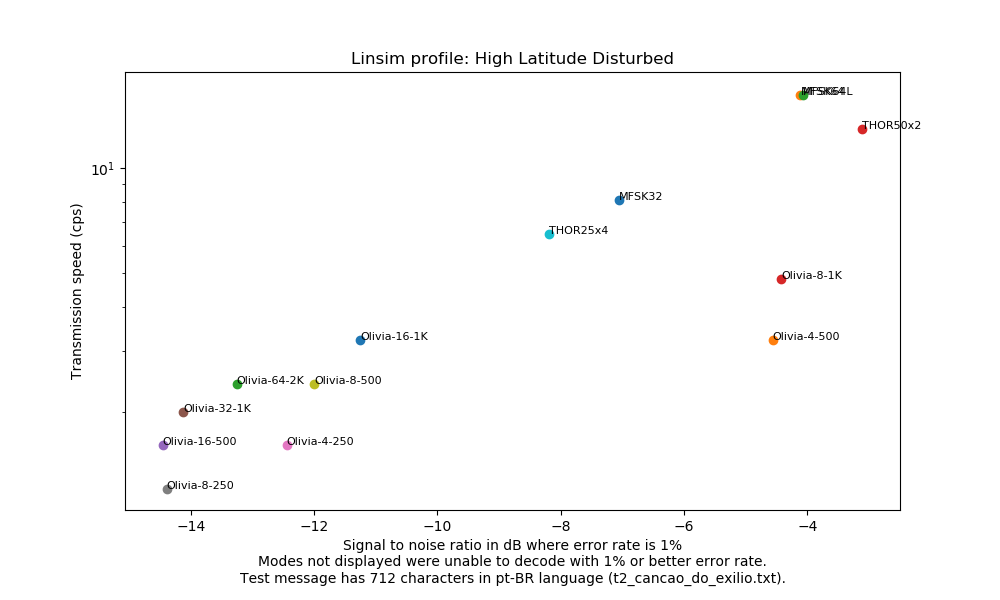 Linsim profile: High Latitude Disturbed
MFSK64L
THOR50x2
10^1
MFSK32
THOR25x4
Transmission speed (cps)
Olivia-8-1K
Olivia-16-1K
Olivia-4-500
Olivia-64-2K
Olivia-8-500
Olivia-32-1K
Olivia-16-500
Olivia-4-250
Olivia-8-250
−14 −12 −10 −8 −6 −4
Signal to noise ratio in dB where error rate is 1%
Modes not displayed were unable to decode with 1% or better error rate.
Test message has 712 characters in pt-BR language (t2_cancao_do_exilio.txt).